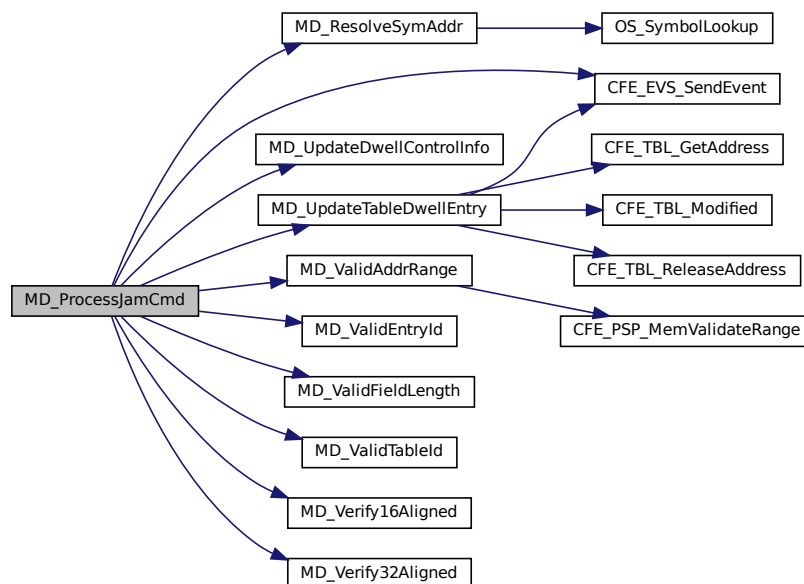 MD_ResolveSymAddr
OS_SymbolLookup
CFE_EVS_SendEvent
MD_UpdateDwellControlInfo
CFE_TBL_GetAddress
MD_UpdateTableDwellEntry
CFE_TBL_Modified
MD_ValidAddrRange
CFE_TBL_ReleaseAddress
MD_ProcessJamCmd
MD_ValidEntryId
CFE_PSP_MemValidateRange
MD_ValidFieldLength
MD_ValidTableId
MD_Verify16Aligned
MD_Verify32Aligned